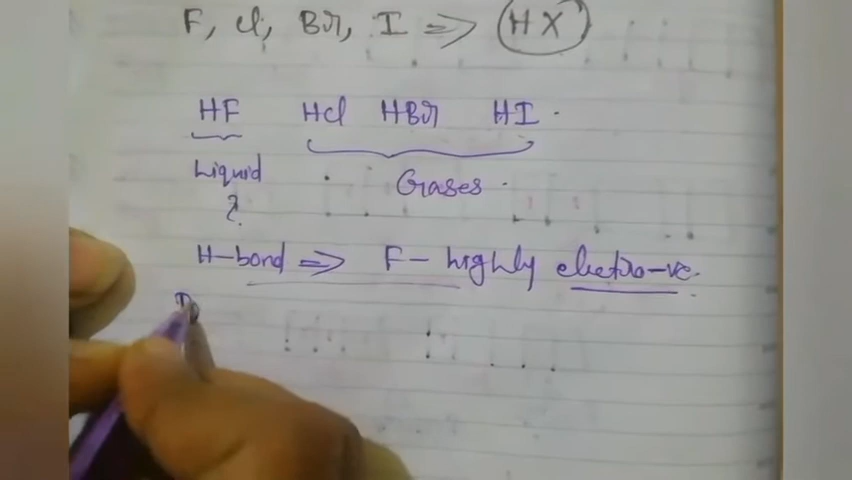 F, Cl, Br, I ⇒ HX
HF HCl HBr HI.
Liquid Gases.
?
H-bond ⇒ F - highly electro-ve.